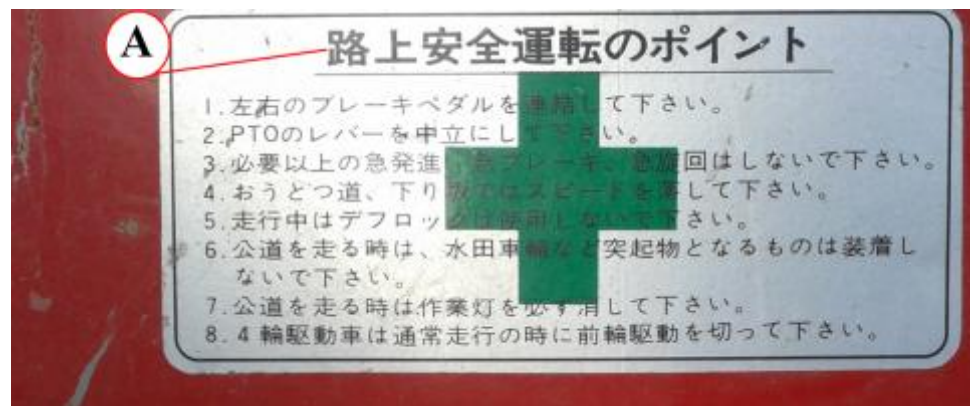 A
路上安全運転のポイント
1.左右のブレーキペダルを連結して下さい。
2.PTOのレバーを中立にして下さい。
3.必要以上の急発進、急ブレーキ、急旋回はしないで下さい。
4.おうとつ道、下り坂ではスピードを落して下さい。
5.走行中はデフロックは使用しないで下さい。
6.公道を走る時は、水田車輪など突起物となるものは装着し
ないで下さい。
7.公道を走る時は作業灯を必ず消して下さい。
8.4輪駆動車は通常走行の時に前輪駆動を切って下さい。